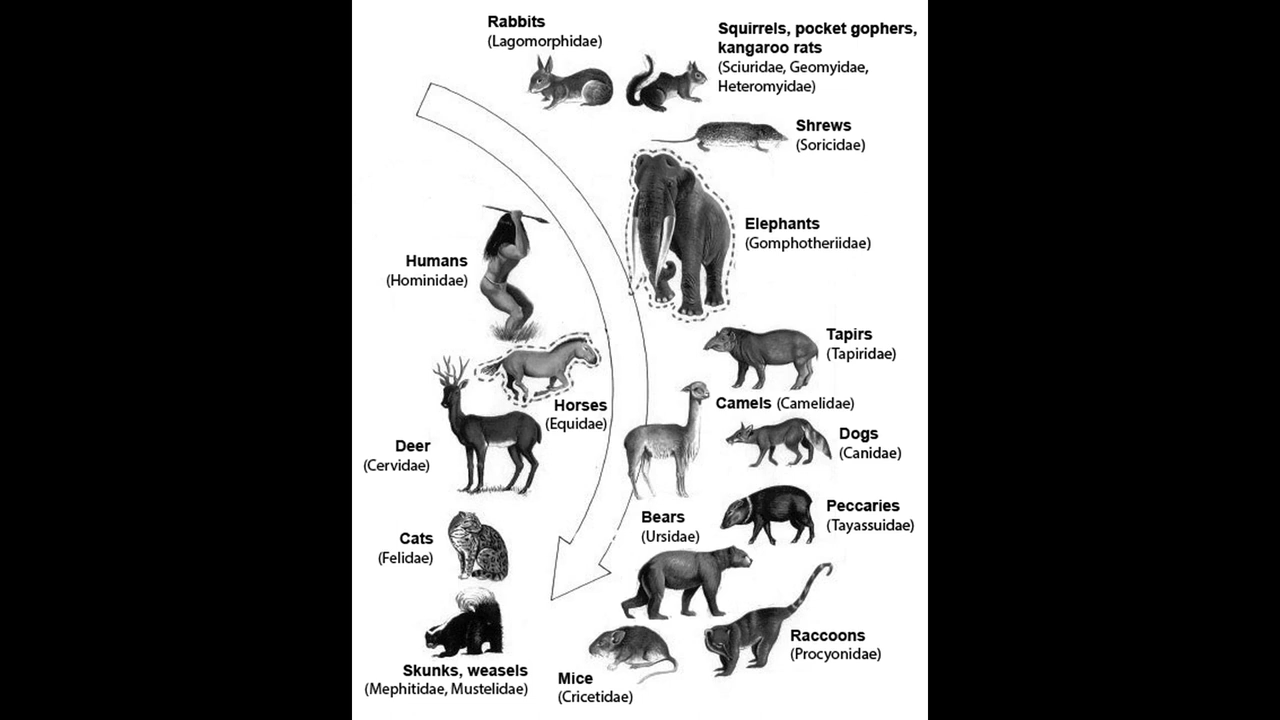 Rabbits
(Lagomorphidae)
Squirrels, pocket gophers,
kangaroo rats
(Sciuridae, Geomyidae,
Heteromyidae)
Shrews
(Soricidae)
Elephants
(Gomphotheriidae)
Humans
(Hominidae)
Tapirs
(Tapiridae)
Horses
(Equidae)
Camels (Camelidae)
Deer
(Cervidae)
Dogs
(Canidae)
Peccaries
(Tayassuidae)
Bears
(Ursidae)
Cats
(Felidae)
Raccoons
(Procyonidae)
Skunks, weasels
(Mephitidae, Mustelidae)
Mice
(Cricetidae)